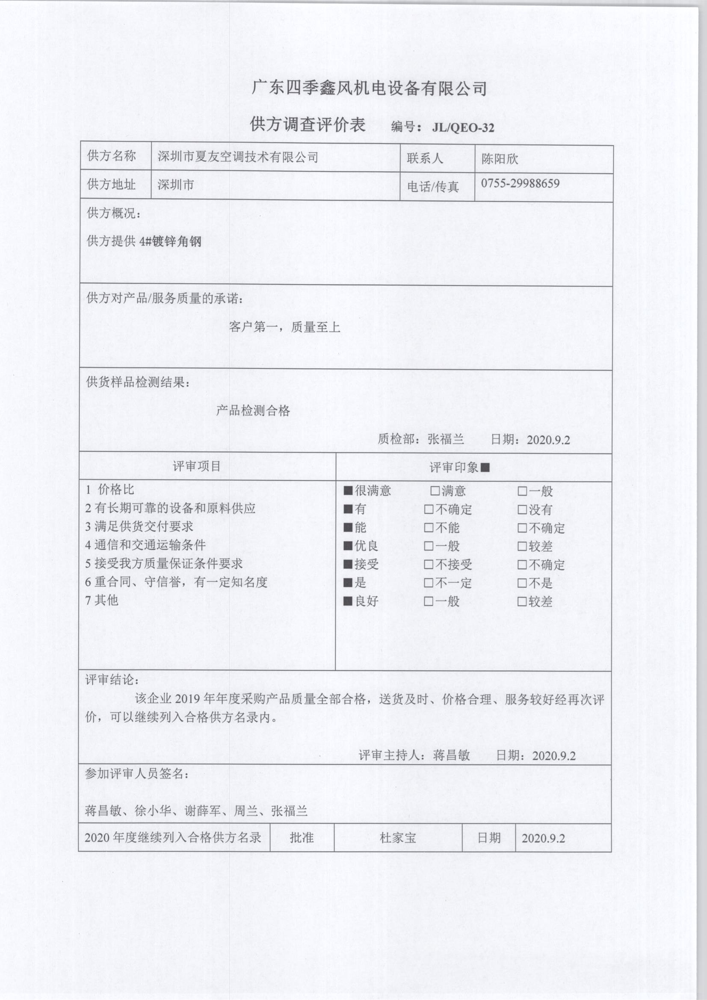 广东四季鑫风机电设备有限公司
供方调查评价表 编号： JL/QEO-32
供方名称 深圳市夏友空调技术有限公司 联系人 陈阳欣
供方地址 深圳市 电话/传真 0755-29988659
供方概况：
供方提供 4#镀锌角钢
供方对产品/服务质量的承诺：
客户第一，质量至上
供货样品检测结果：
产品检测合格
质检部：张福兰 日期：2020.9.2
评审项目 评审印象■
1 价格比 ■很满意 □满意 □一般
2 有长期可靠的设备和原料供应 ■有 □不确定 □没有
3 满足供货交付要求 ■能 □不能 □不确定
4 通信和交通运输条件 ■优良 □一般 □较差
5 接受我方质量保证条件要求 ■接受 □不接受 □不确定
6 重合同、守信誉，有一定知名度 ■是 □不一定 □不是
7 其他 ■良好 □一般 □较差
评审结论：
该企业 2019 年年度采购产品质量全部合格，送货及时、价格合理、服务较好经再次评
价，可以继续列入合格供方名录内。
评审主持人：蒋昌敏 日期：2020.9.2
参加评审人员签名：
蒋昌敏、徐小华、谢薛军、周兰、张福兰
2020 年度继续列入合格供方名录 批准 杜家宝 日期 2020.9.2